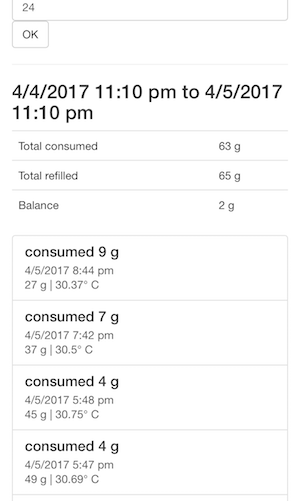 24
OK
4/4/2017 11:10 pm to 4/5/2017
11:10 pm
Total consumed 63 g
Total refilled 65 g
Balance 2 g
consumed 9 g
4/5/2017 8:44 pm
27 g | 30.37° C
consumed 7 g
4/5/2017 7:42 pm
37 g | 30.5° C
consumed 4 g
4/5/2017 5:48 pm
45 g | 30.75° C
consumed 4 g
4/5/2017 5:47 pm
49 g | 30.69° C